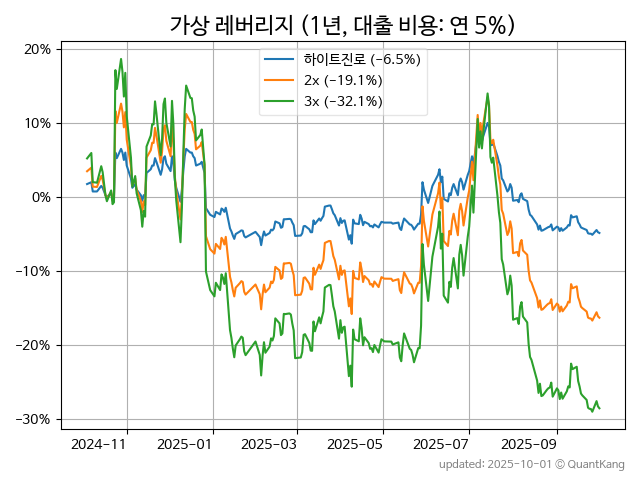 가상 레버리지 (1년, 대출 비용: 연 5%)
하이트진로 (−6.5%)
2x (−19.1%)
3x (−32.1%)
20%
10%
0%
−10%
−20%
−30%
2024-11
2025-01
2025-03
2025-05
2025-07
2025-09
updated: 2025-10-01 © QuantKang